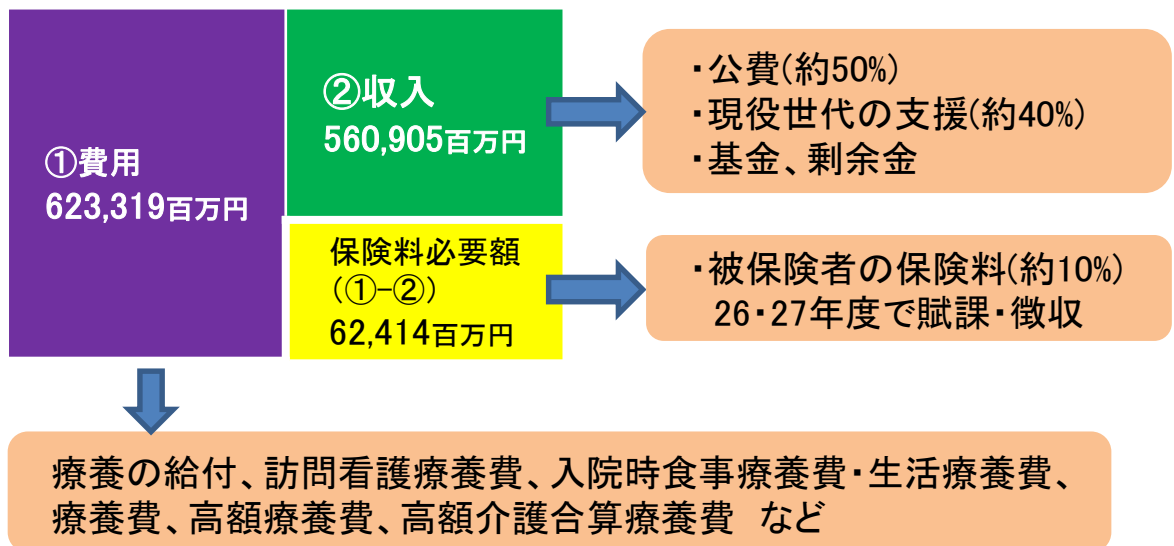 ①費用
623,319百万円
②収入
560,905百万円
・公費(約50%)
・現役世代の支援(約40%)
・基金、剰余金
保険料必要額
(①-②)
62,414百万円
・被保険者の保険料(約10%)
26・27年度で賦課・徴収
療養の給付、訪問看護療養費、入院時食事療養費・生活療養費、
療養費、高額療養費、高額介護合算療養費 など